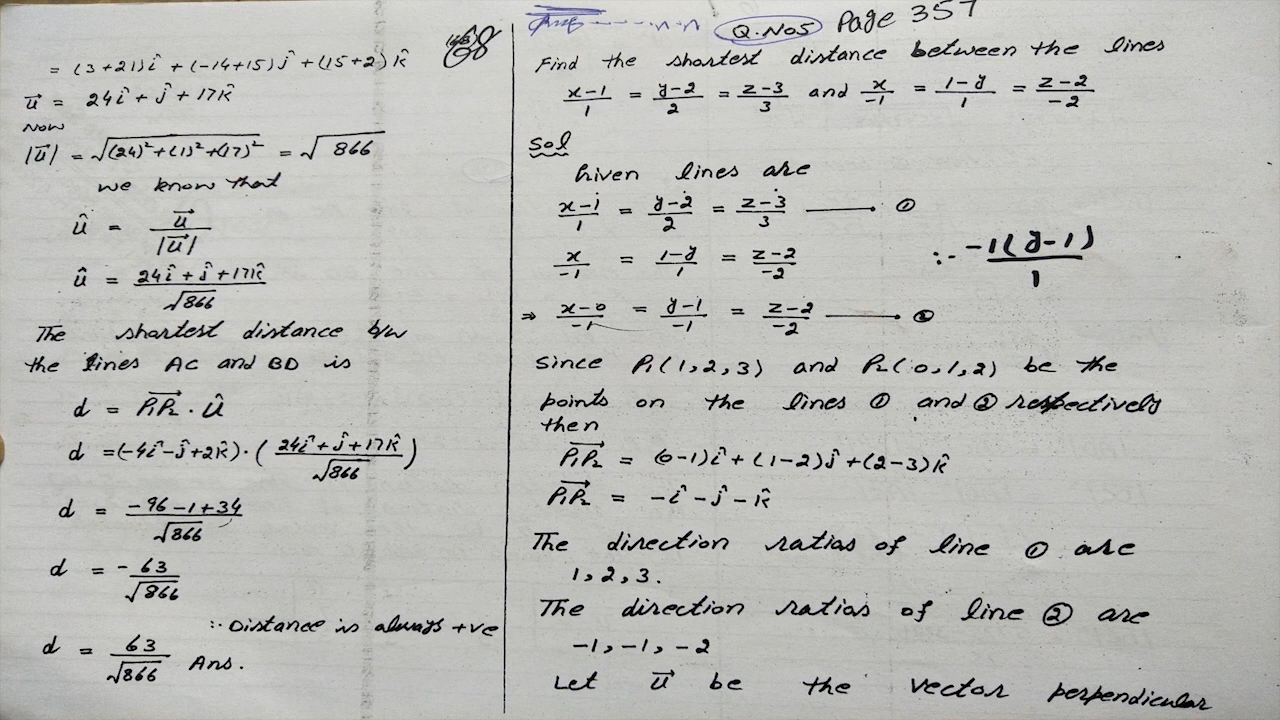 = (3+21)î + (-14+15)ĵ + (15+2)k̂
u⃗ = 24î + ĵ + 17k̂
Now
|u⃗| = √(24)²+(1)²+(17)² = √866
we know that
û = u⃗ / |u⃗|
û = 24î + ĵ + 17k̂ / √866
The shortest distance b/w
the lines AC and BD is
d = P₁P₂ · û
d = (-4î - ĵ + 2k̂) · (24î + ĵ + 17k̂ / √866)
d = -96 - 1 + 34 / √866
d = - 63 / √866
∵ Distance is always +ve
d = 63 / √866 Ans.
Q.No5 Page 357
Find the shortest distance between the lines
x-1/1 = y-2/2 = z-3/3 and x/-1 = 1-y/1 = z-2/-2
Sol
Given lines are
x-1/1 = y-2/2 = z-3/3 —— ①
x/-1 = 1-y/1 = z-2/-2 ∵ -1(y-1)/1
⇒ x-0/-1 = y-1/-1 = z-2/-2 —— ②
Since P₁(1,2,3) and P₂(0,1,2) be the
points on the lines ① and ② respectively
then
P₁P₂ = (0-1)î + (1-2)ĵ + (2-3)k̂
P₁P₂ = -î - ĵ - k̂
The direction ratios of line ① are
1, 2, 3.
The direction ratios of line ② are
-1, -1, -2
Let u⃗ be the vector perpendicular